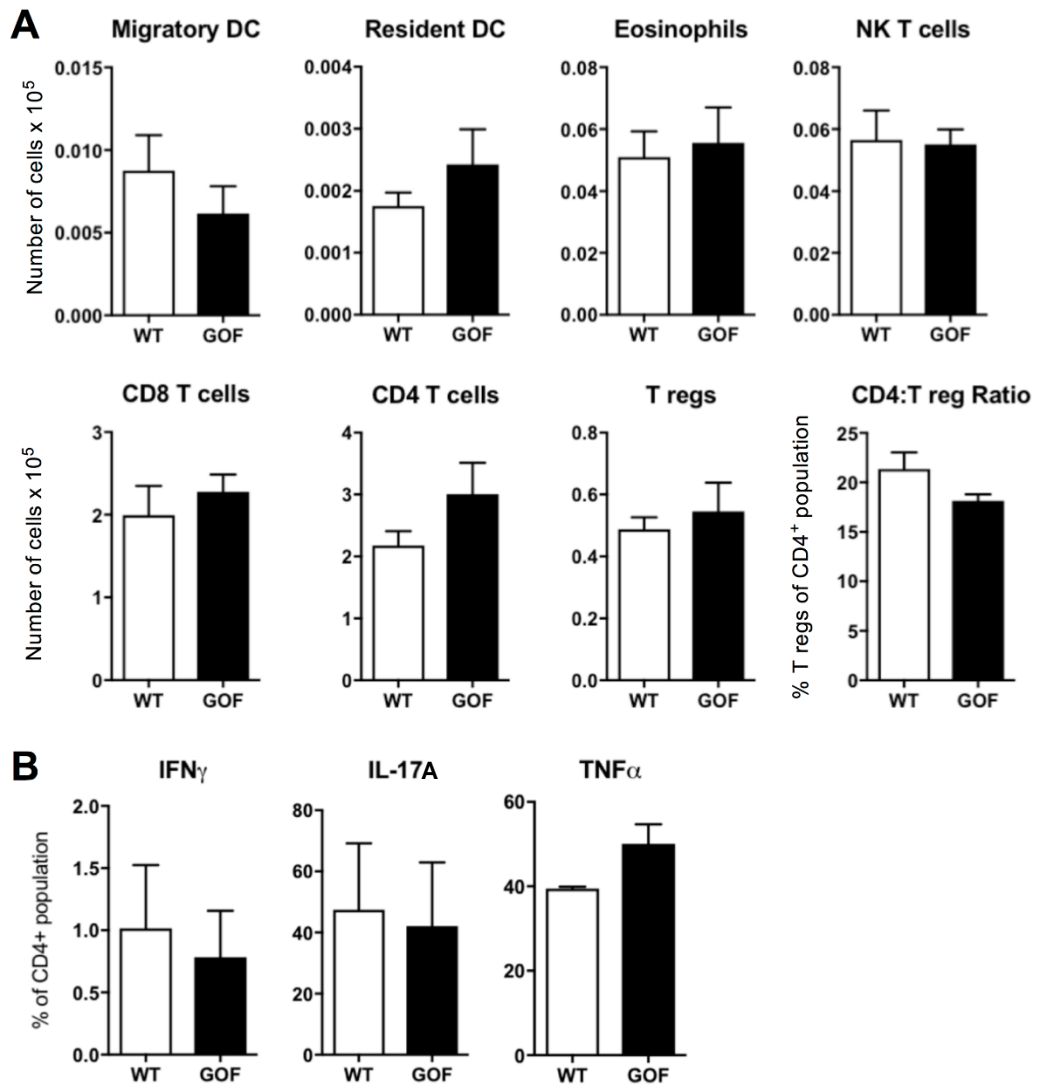 A
Migratory DC
Resident DC
Eosinophils
NK T cells
Number of cells x 10⁵
0.015
0.010
0.005
0.000
WT
GOF
0.004
0.003
0.002
0.001
0.000
WT
GOF
0.08
0.06
0.04
0.02
0.00
WT
GOF
0.08
0.06
0.04
0.02
0.00
WT
GOF
CD8 T cells
CD4 T cells
T regs
CD4:T reg Ratio
Number of cells x 10⁵
3
2
1
0
WT
GOF
4
3
2
1
0
WT
GOF
0.8
0.6
0.4
0.2
0.0
WT
GOF
% T regs of CD4⁺ population
25
20
15
10
5
0
WT
GOF
B
IFNγ
IL-17A
TNFα
% of CD4+ population
2.0
1.5
1.0
0.5
0.0
WT
GOF
80
60
40
20
0
WT
GOF
60
40
20
0
WT
GOF